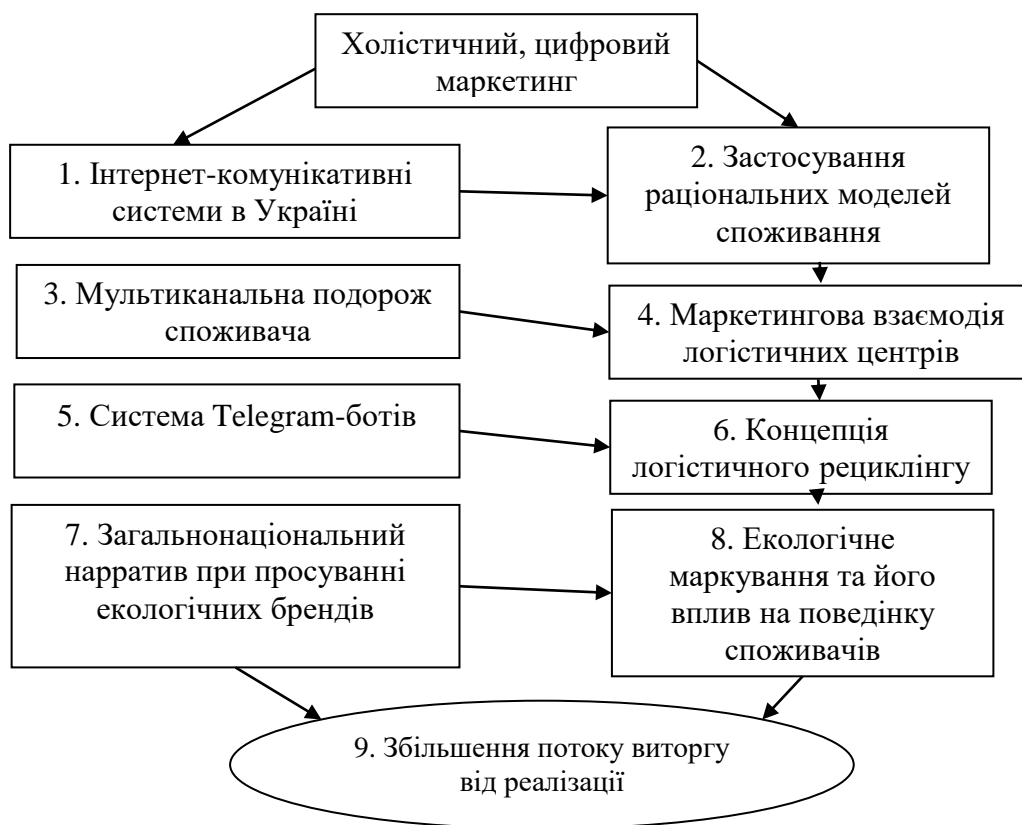 Холістичний, цифровий
маркетинг
1. Інтернет-комунікативні
системи в Україні
2. Застосування
раціональних моделей
споживання
3. Мультиканальна подорож
споживача
4. Маркетингова взаємодія
логістичних центрів
5. Система Telegram-ботів
6. Концепція
логістичного рециклінгу
7. Загальнонаціональний
нарратив при просуванні
екологічних брендів
8. Екологічне
маркування та його
вплив на поведінку
споживачів
9. Збільшення потоку виторгу
від реалізації